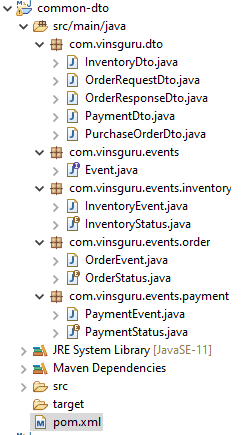 common-dto
src/main/java
com.vinsguru.dto
InventoryDto.java
OrderRequestDto.java
OrderResponseDto.java
PaymentDto.java
PurchaseOrderDto.java
com.vinsguru.events
Event.java
com.vinsguru.events.inventory
InventoryEvent.java
InventoryStatus.java
com.vinsguru.events.order
OrderEvent.java
OrderStatus.java
com.vinsguru.events.payment
PaymentEvent.java
PaymentStatus.java
JRE System Library [JavaSE-11]
Maven Dependencies
src
target
pom.xml